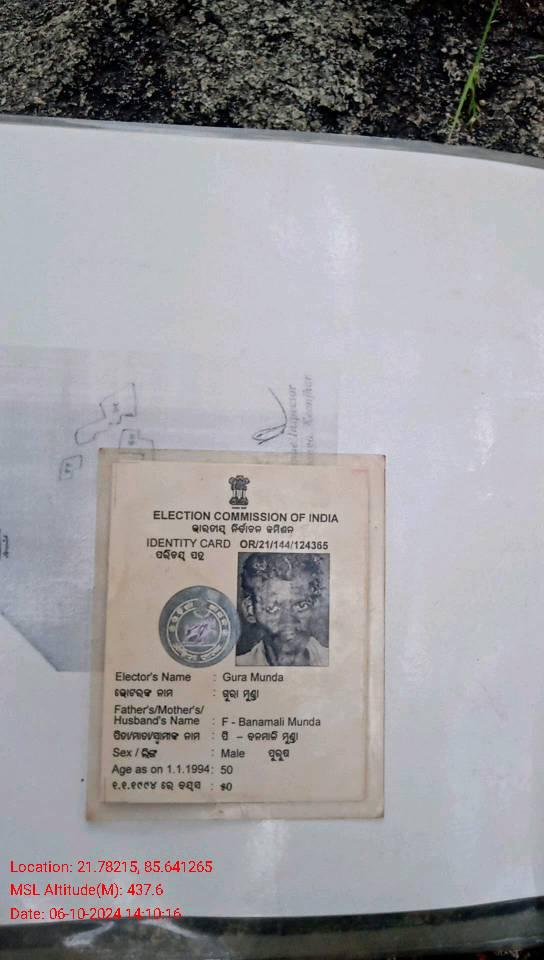 ELECTION COMMISSION OF INDIA
ଭାରତୀୟ ନିର୍ବାଚନ କମିଶନ
IDENTITY CARD OR/21/144/124365
ପରିଚୟ ପତ୍ର
Elector's Name : Gura Munda
ଭୋଟରଙ୍କ ନାମ : ଗୁରା ମୁଣ୍ଡା
Father's/Mother's/
Husband's Name : F - Banamali Munda
ପିତା/ମାତା/ସ୍ୱାମୀଙ୍କ ନାମ : ପି - ବନମାଳି ମୁଣ୍ଡା
Sex / ଲିଙ୍ଗ : Male ପୁରୁଷ
Age as on 1.1.1994: 50
୧.୧.୧୯୯୪ ରେ ବୟସ : ୫୦
Location: 21.78215, 85.641265
MSL Altitude(M): 437.6
Date: 06-10-2024 14:10:16